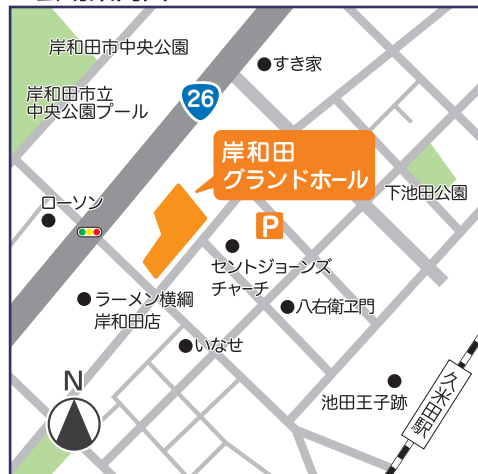 岸和田市中央公園
すき家
岸和田市立
中央公園プール
26
岸和田
グランドホール
下池田公園
ローソン
P
セントジョーンズ
チャーチ
ラーメン横綱
岸和田店
八右衛ヱ門
いなせ
N
池田王子跡
久米田駅